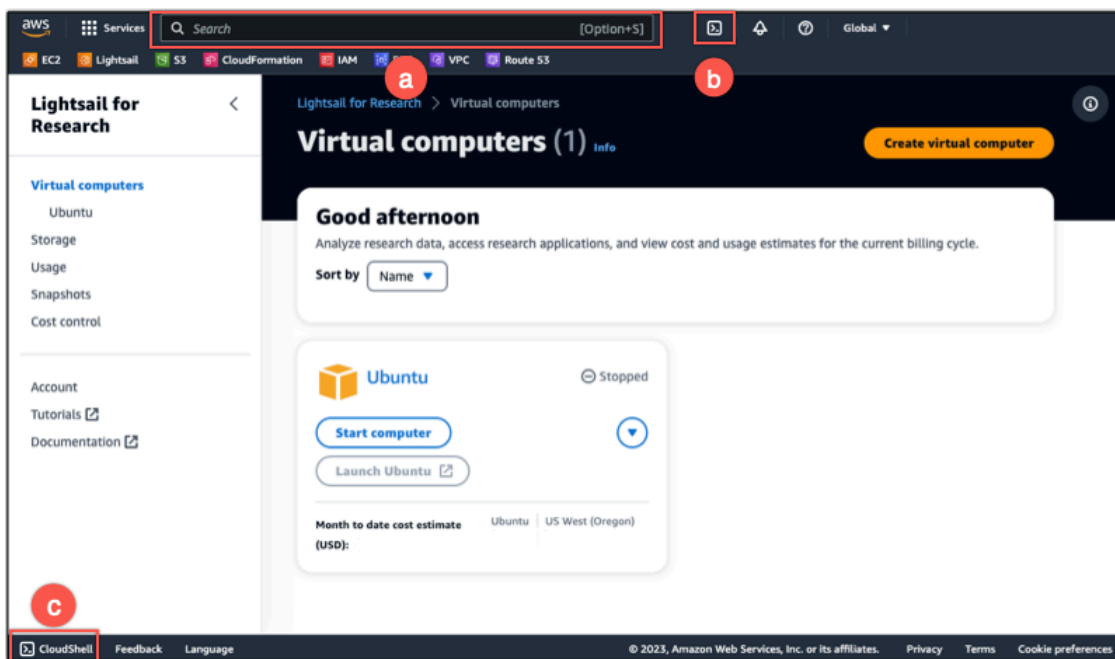 aws Services Search [Option+S] Global
EC2 Lightsail S3 CloudFormation IAM VPC Route 53
a
b
Lightsail for
Research
Virtual computers
Ubuntu
Storage
Usage
Snapshots
Cost control
Account
Tutorials
Documentation
Lightsail for Research > Virtual computers
Virtual computers (1) Info
Create virtual computer
Good afternoon
Analyze research data, access research applications, and view cost and usage estimates for the current billing cycle.
Sort by Name
Ubuntu Stopped
Start computer
Launch Ubuntu
Month to date cost estimate Ubuntu US West (Oregon)
(USD):
c
CloudShell Feedback Language © 2023, Amazon Web Services, Inc. or its affiliates. Privacy Terms Cookie preferences